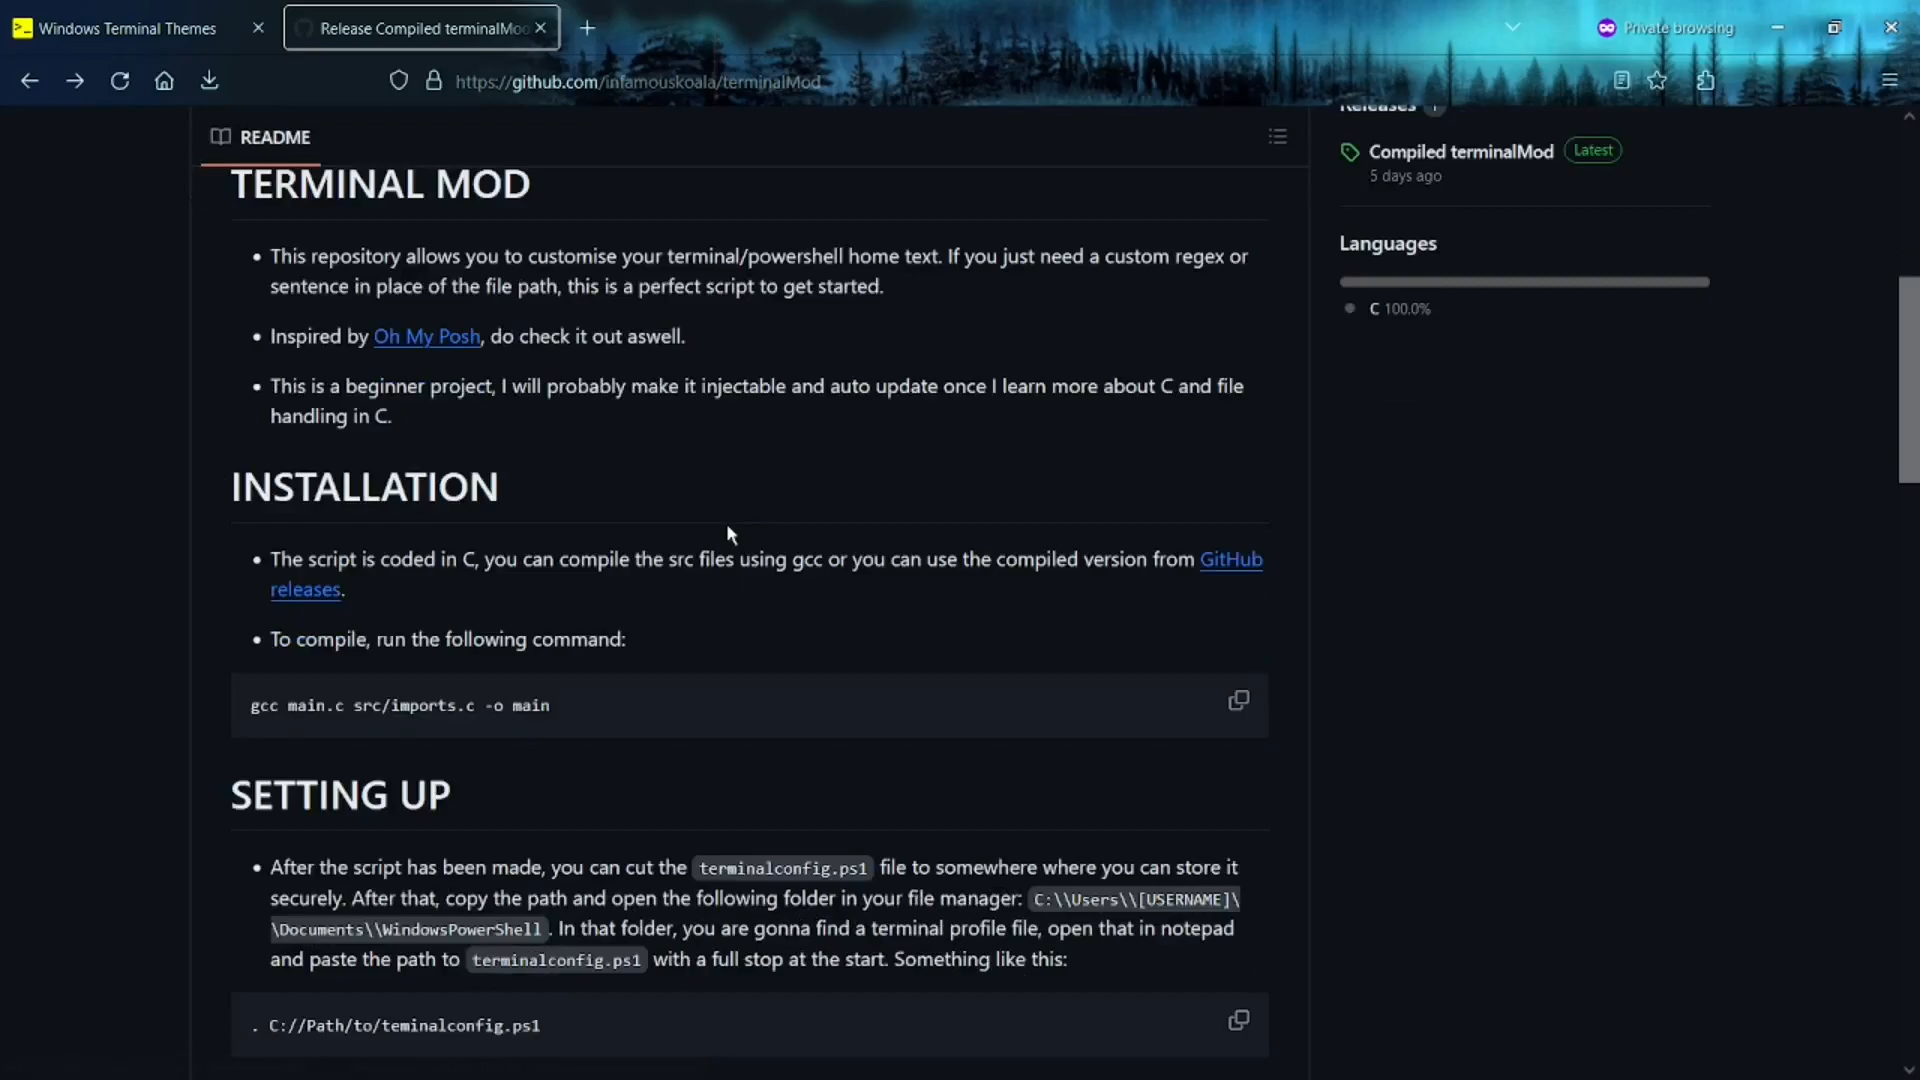 Windows Terminal Themes
Release Compiled terminalMo
Private browsing
https://github.com/infamouskoala/terminalMod
README
Releases 1
Compiled terminalMod Latest
5 days ago
Languages
C 100.0%
TERMINAL MOD
• This repository allows you to customise your terminal/powershell home text. If you just need a custom regex or
sentence in place of the file path, this is a perfect script to get started.
• Inspired by Oh My Posh, do check it out aswell.
• This is a beginner project, I will probably make it injectable and auto update once I learn more about C and file
handling in C.
INSTALLATION
• The script is coded in C, you can compile the src files using gcc or you can use the compiled version from GitHub
releases.
• To compile, run the following command:
gcc main.c src/imports.c -o main
SETTING UP
• After the script has been made, you can cut the terminalconfig.ps1 file to somewhere where you can store it
securely. After that, copy the path and open the following folder in your file manager: C:\\Users\\[USERNAME]\
\Documents\\WindowsPowerShell. In that folder, you are gonna find a terminal profile file, open that in notepad
and paste the path to terminalconfig.ps1 with a full stop at the start. Something like this:
. C://Path/to/teminalconfig.ps1